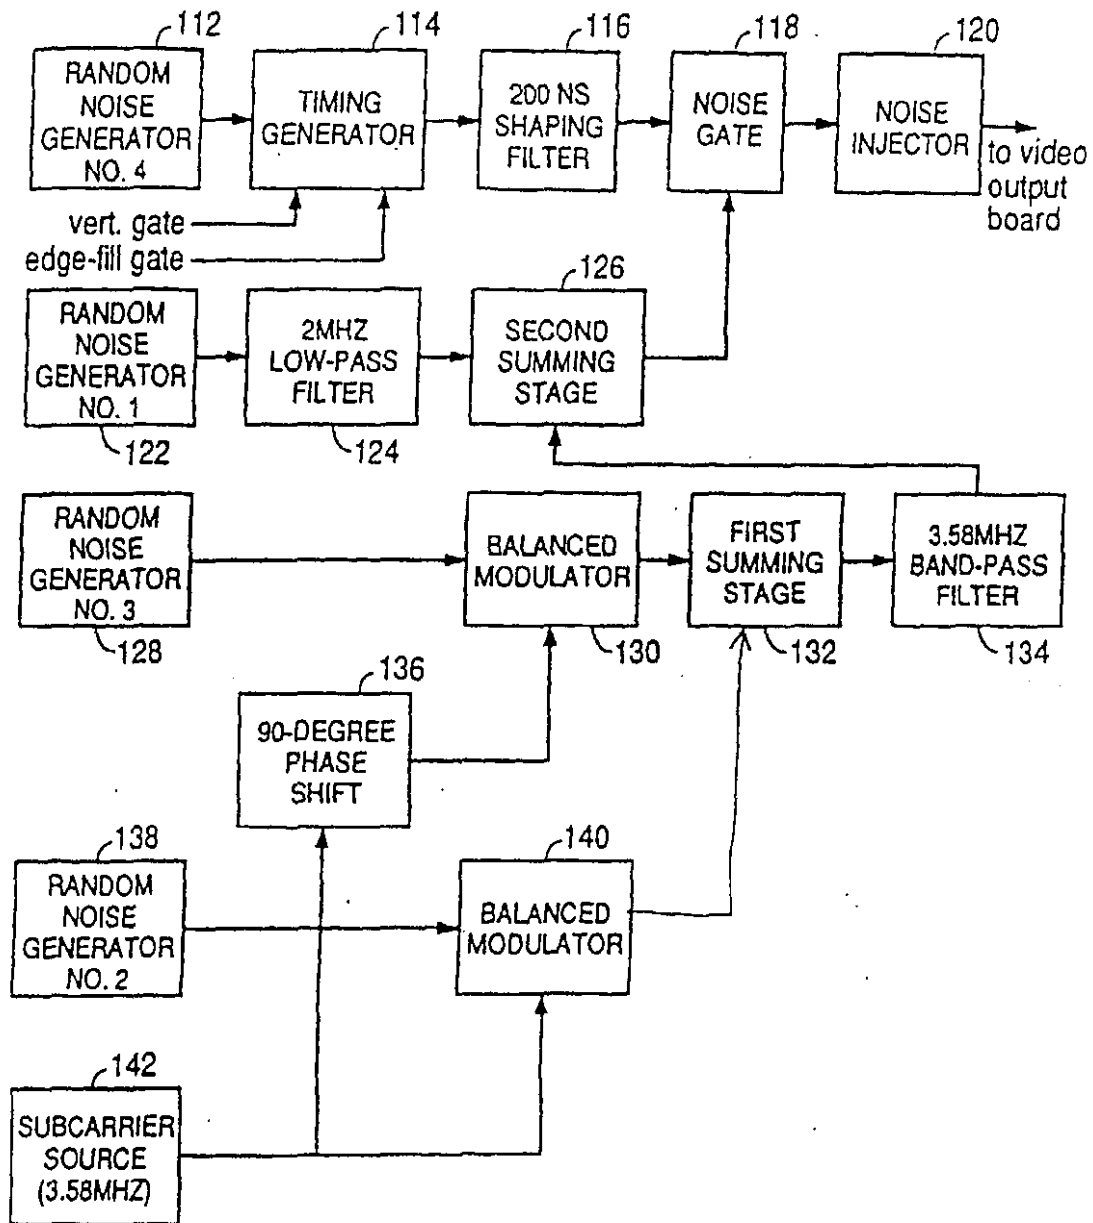 112
114
116
118
120
RANDOM
NOISE
GENERATOR
NO. 4
TIMING
GENERATOR
200 NS
SHAPING
FILTER
NOISE
GATE
NOISE
INJECTOR
to video
output
board
vert. gate
edge-fill gate
126
RANDOM
NOISE
GENERATOR
NO. 1
2MHZ
LOW-PASS
FILTER
SECOND
SUMMING
STAGE
122
124
RANDOM
NOISE
GENERATOR
NO. 3
BALANCED
MODULATOR
FIRST
SUMMING
STAGE
3.58MHZ
BAND-PASS
FILTER
128
130
132
134
136
90-DEGREE
PHASE
SHIFT
138
140
RANDOM
NOISE
GENERATOR
NO. 2
BALANCED
MODULATOR
142
SUBCARRIER
SOURCE
(3.58MHZ)